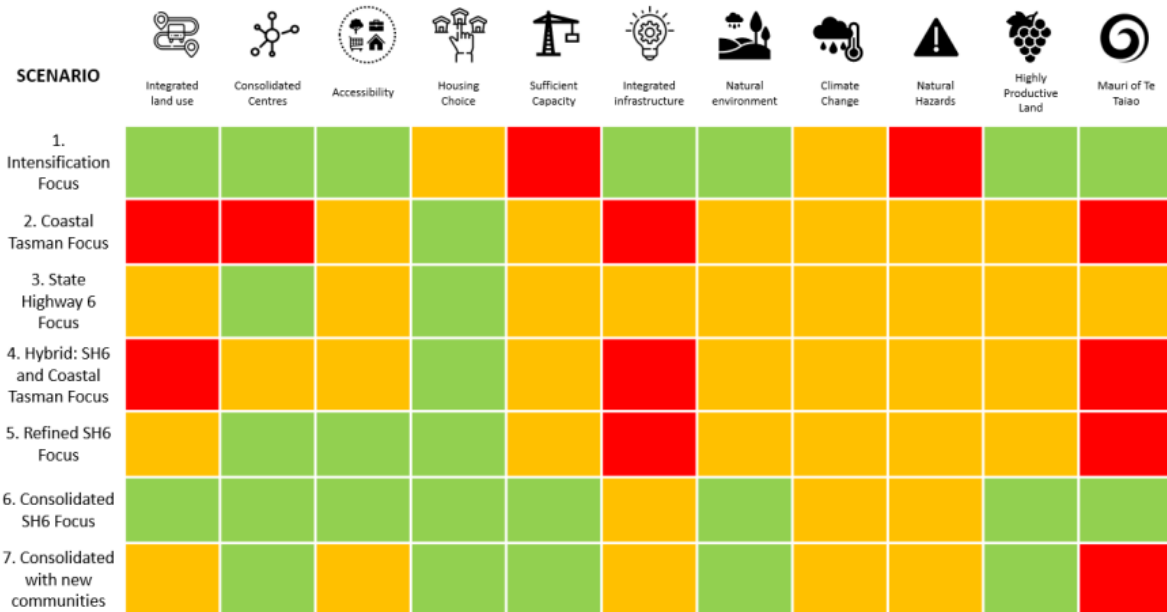 SCENARIO
Integrated
land use
Consolidated
Centres
Accessibility
Housing
Choice
Sufficient
Capacity
Integrated
infrastructure
Natural
environment
Climate
Change
Natural
Hazards
Highly
Productive
Land
Mauri of Te
Taiao
1.
Intensification
Focus
2. Coastal
Tasman Focus
3. State
Highway 6
Focus
4. Hybrid: SH6
and Coastal
Tasman Focus
5. Refined SH6
Focus
6. Consolidated
SH6 Focus
7. Consolidated
with new
communities